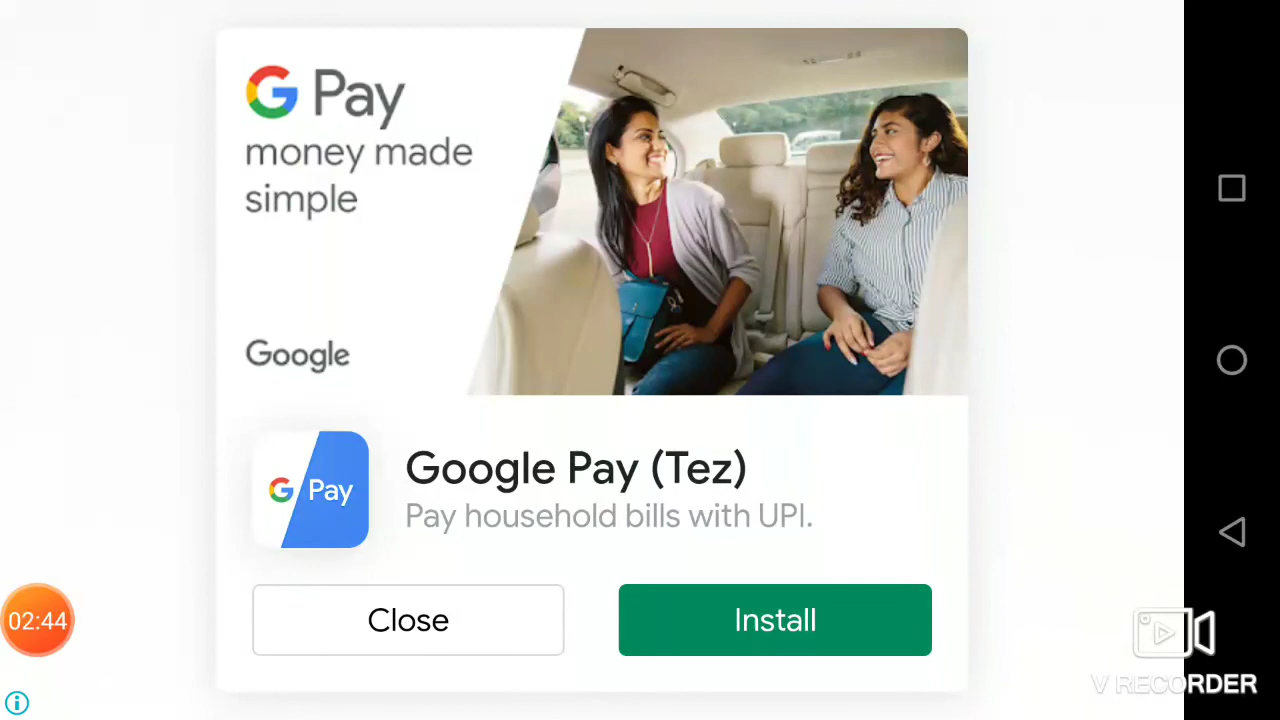 G Pay
money made
simple
Google
G Pay
Google Pay (Tez)
Pay household bills with UPI.
Close
Install
02:44
V RECORDER